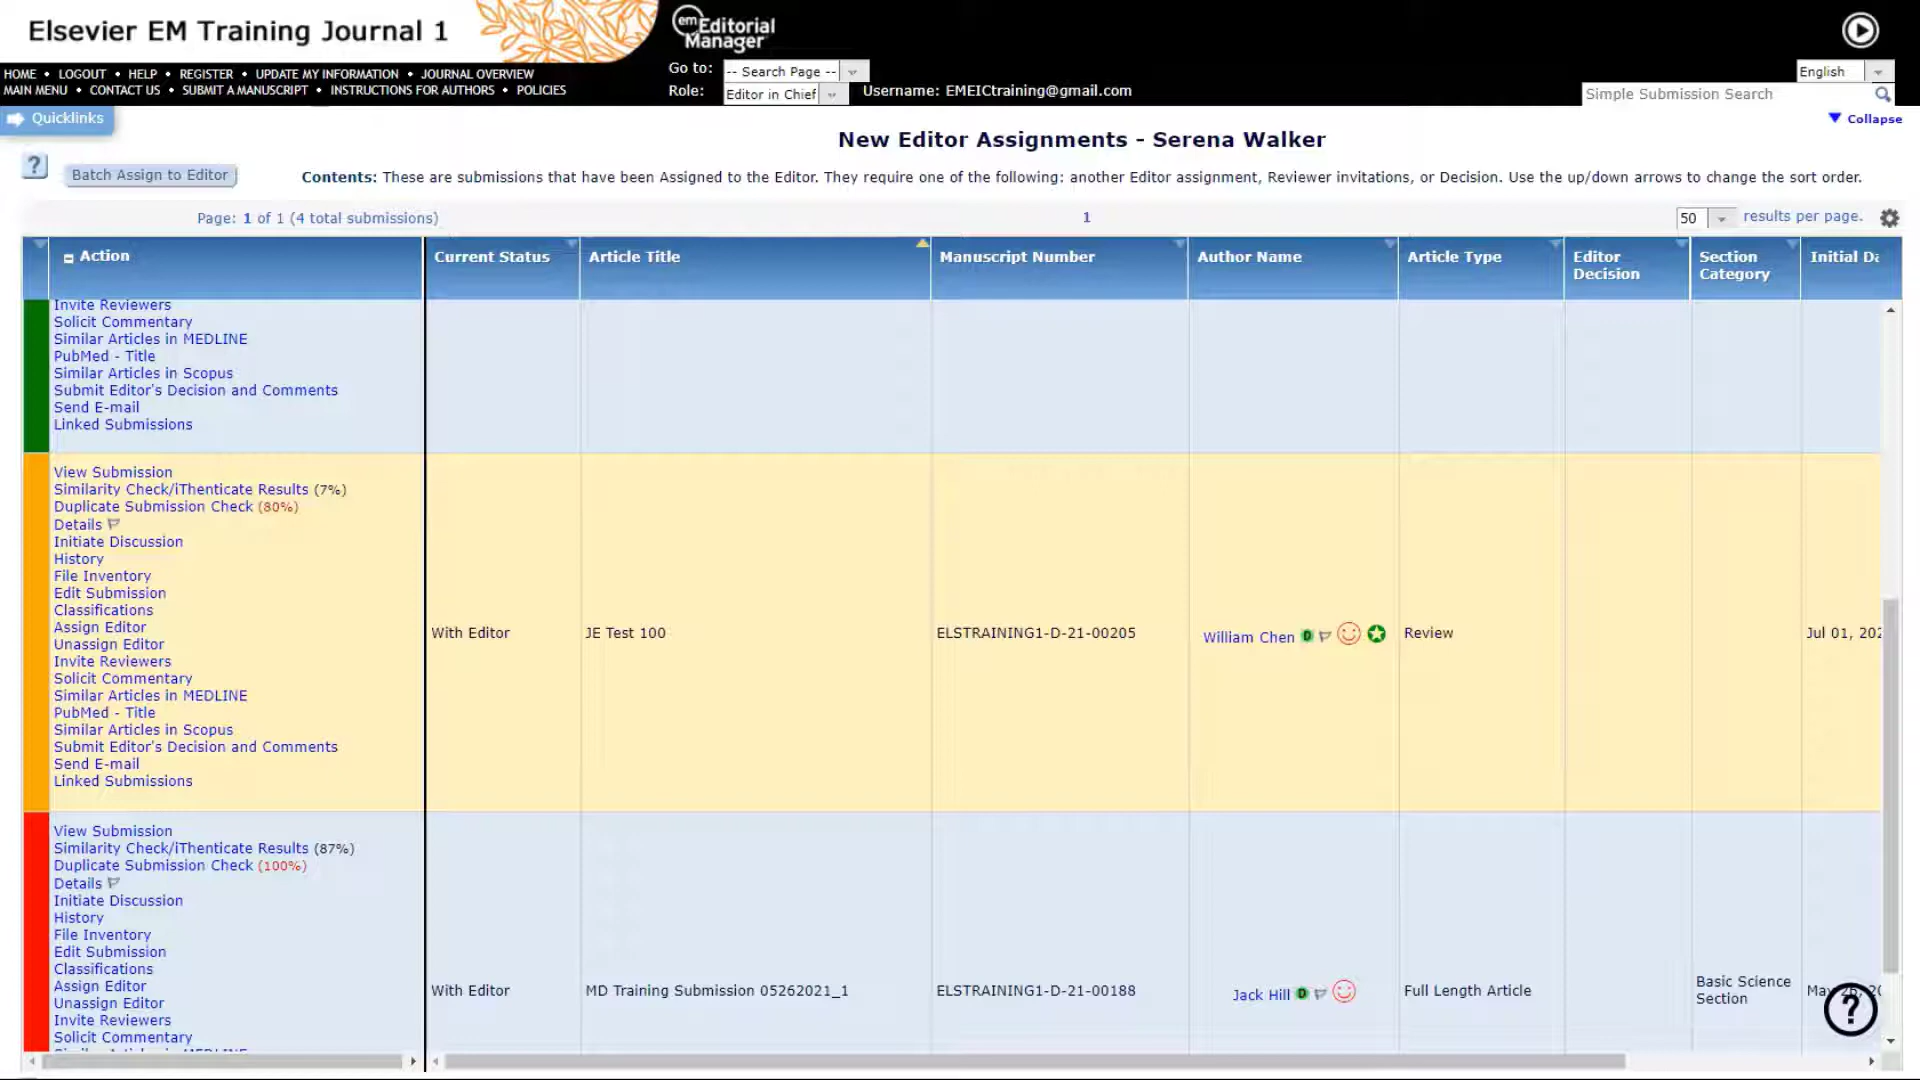 Elsevier EM Training Journal 1
em Editorial Manager
HOME • LOGOUT • HELP • REGISTER • UPDATE MY INFORMATION • JOURNAL OVERVIEW
MAIN MENU • CONTACT US • SUBMIT A MANUSCRIPT • INSTRUCTIONS FOR AUTHORS • POLICIES
Go to: -- Search Page --
Role: Editor in Chief Username: EMEICtraining@gmail.com
English
Simple Submission Search
Quicklinks
Collapse
New Editor Assignments - Serena Walker
? Batch Assign to Editor
Contents: These are submissions that have been Assigned to the Editor. They require one of the following: another Editor assignment, Reviewer invitations, or Decision. Use the up/down arrows to change the sort order.
Page: 1 of 1 (4 total submissions) 1 50 results per page.
Action Current Status Article Title Manuscript Number Author Name Article Type Editor Decision Section Category Initial Da
Invite Reviewers
Solicit Commentary
Similar Articles in MEDLINE
PubMed - Title
Similar Articles in Scopus
Submit Editor's Decision and Comments
Send E-mail
Linked Submissions
View Submission
Similarity Check/iThenticate Results (7%)
Duplicate Submission Check (80%)
Details
Initiate Discussion
History
File Inventory
Edit Submission
Classifications
Assign Editor
Unassign Editor
Invite Reviewers
Solicit Commentary
Similar Articles in MEDLINE
PubMed - Title
Similar Articles in Scopus
Submit Editor's Decision and Comments
Send E-mail
Linked Submissions
With Editor JE Test 100 ELSTRAINING1-D-21-00205 William Chen D Review Jul 01, 202
View Submission
Similarity Check/iThenticate Results (87%)
Duplicate Submission Check (100%)
Details
Initiate Discussion
History
File Inventory
Edit Submission
Classifications
Assign Editor
Unassign Editor
Invite Reviewers
Solicit Commentary
With Editor MD Training Submission 05262021_1 ELSTRAINING1-D-21-00188 Jack Hill D Full Length Article Basic Science Section May
?